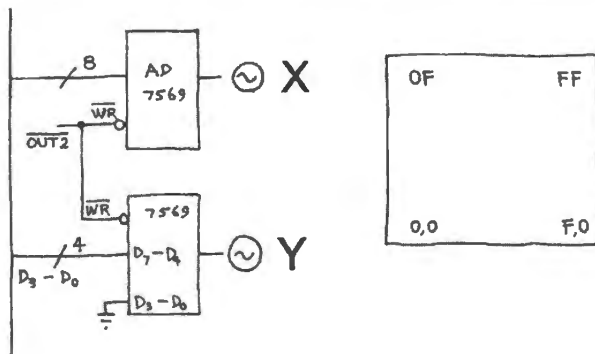 8
AD
7569
X
WR
OUT2
WR
7569
4
D3 – D0
D7 – D4
D3 – D0
Y
0F FF
0,0 F,0